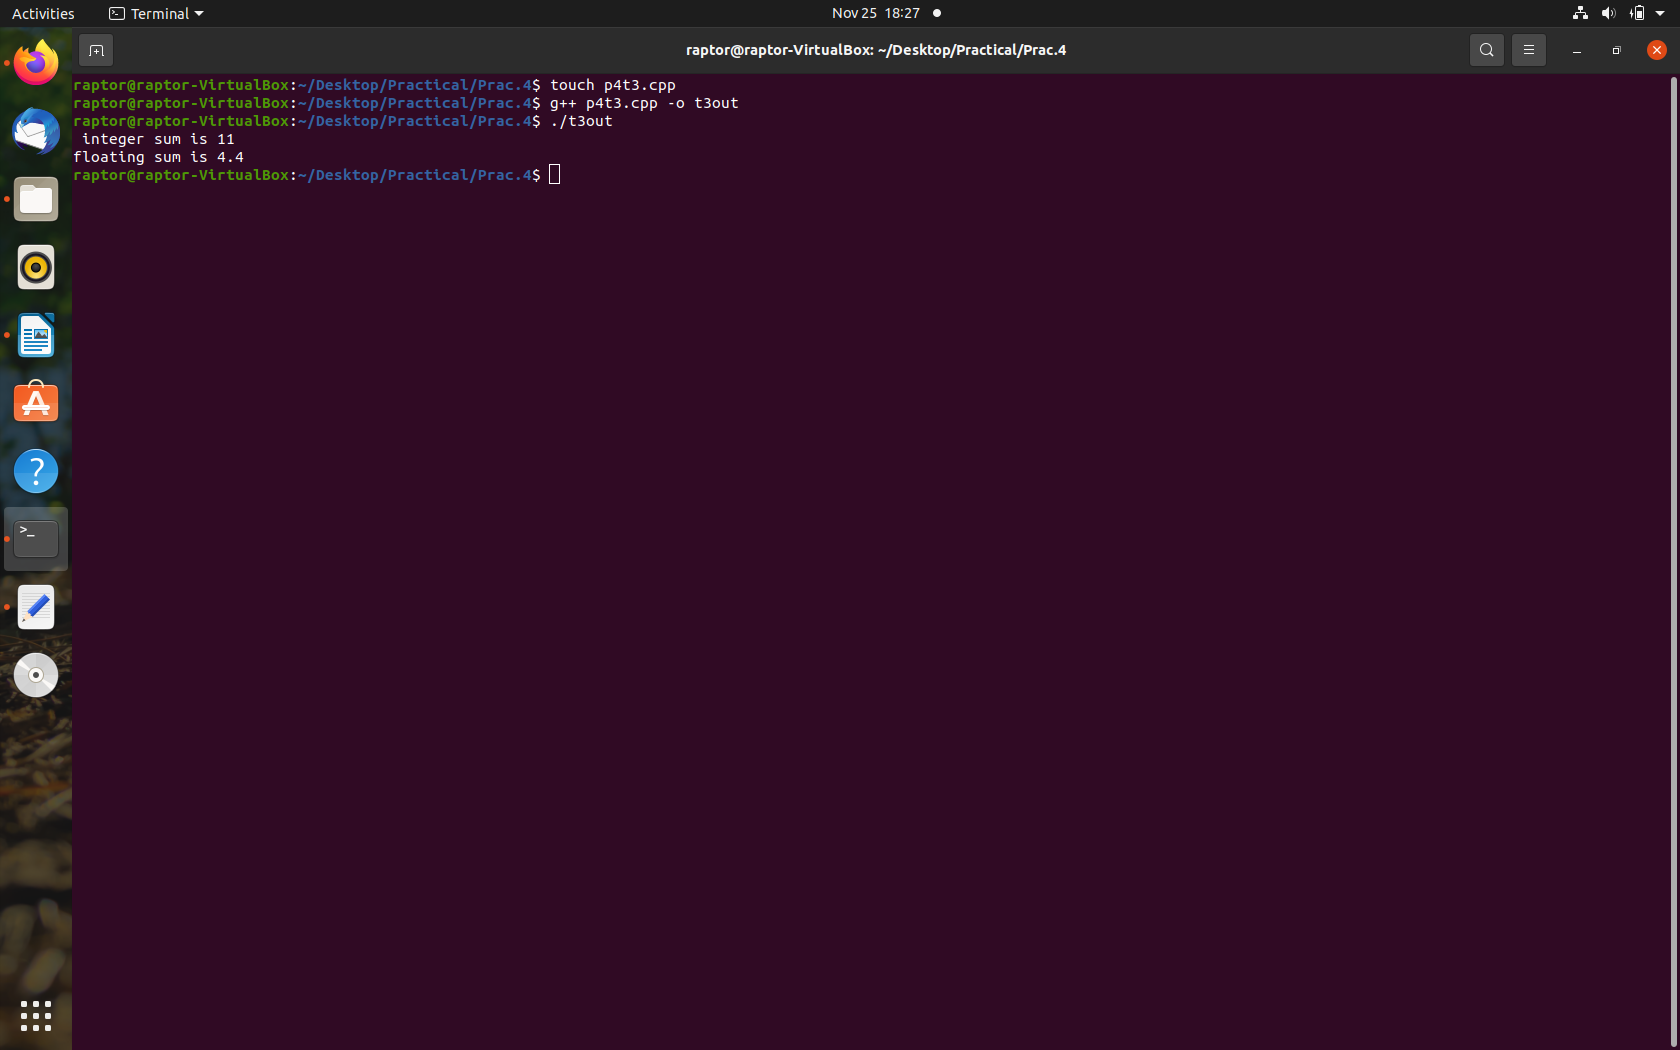 Activities Terminal Nov 25 18:27
raptor@raptor-VirtualBox: ~/Desktop/Practical/Prac.4
raptor@raptor-VirtualBox:~/Desktop/Practical/Prac.4$ touch p4t3.cpp
raptor@raptor-VirtualBox:~/Desktop/Practical/Prac.4$ g++ p4t3.cpp -o t3out
raptor@raptor-VirtualBox:~/Desktop/Practical/Prac.4$ ./t3out
 integer sum is 11
floating sum is 4.4
raptor@raptor-VirtualBox:~/Desktop/Practical/Prac.4$